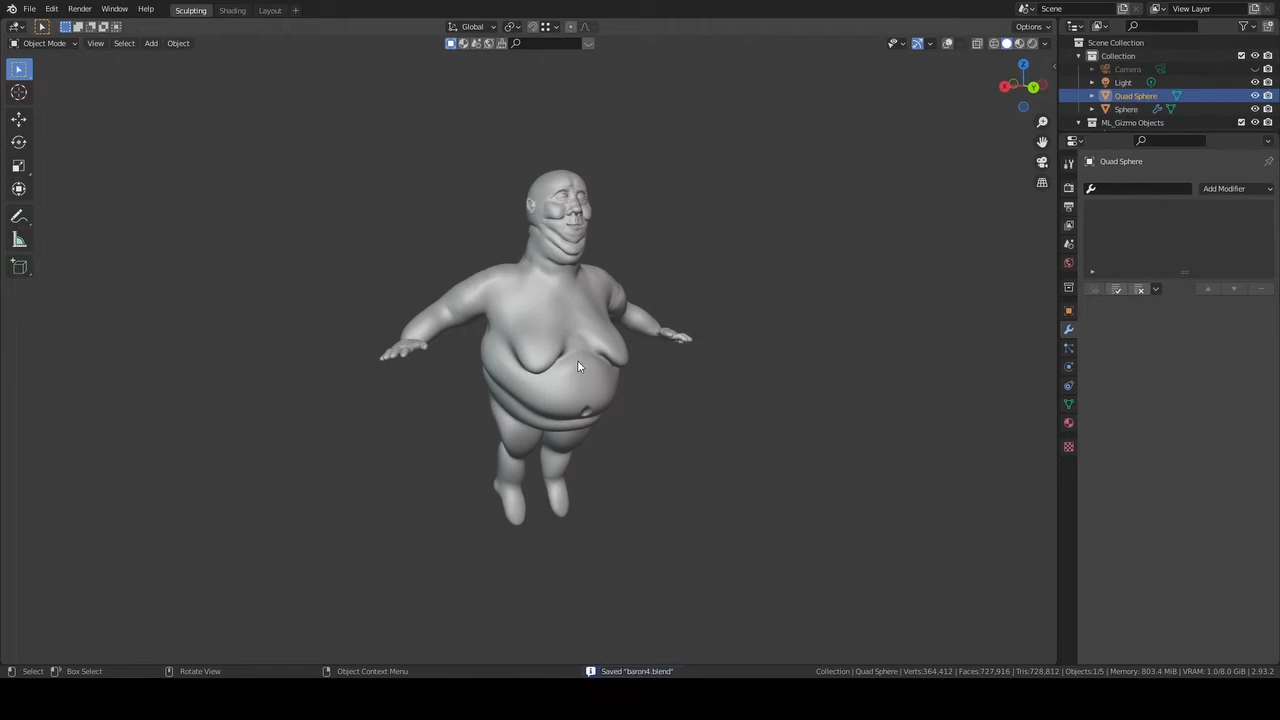 File Edit Render Window Help Sculpting Shading Layout + Scene View Layer
Global Options
Object Mode View Select Add Object
Scene Collection
Collection
Camera
Light
Quad Sphere
Sphere
ML_Gizmo Objects
Z
X Y
Quad Sphere
Add Modifier
Select Box Select Rotate View Object Context Menu Saved "baron4.blend" Collection | Quad Sphere | Verts:364,412 | Faces:727,916 | Tris:728,812 | Objects:1/5 | Memory: 803.4 MiB | VRAM: 1.0/8.0 GiB | 2.93.2